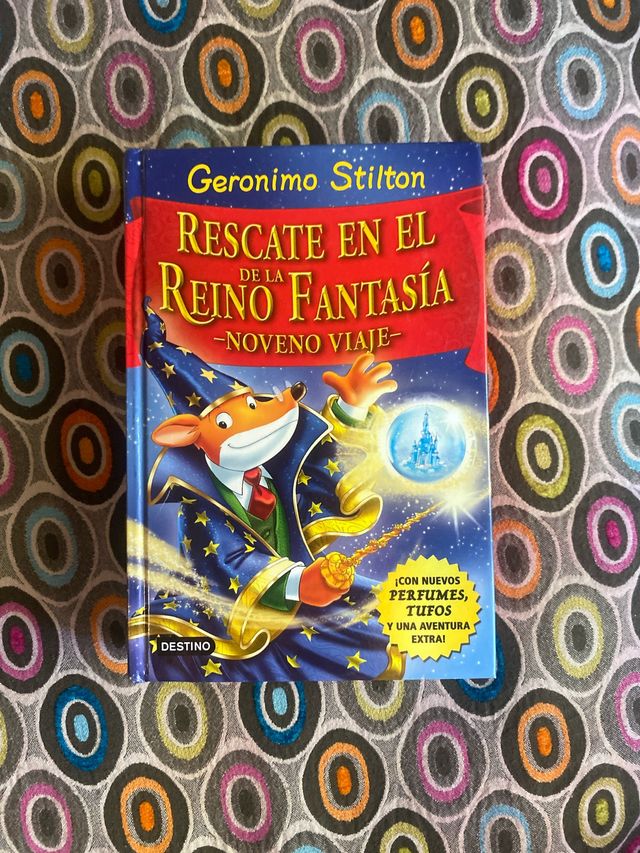 Geronimo Stilton
RESCATE EN EL
DE LA
REINO FANTASÍA
–NOVENO VIAJE–
¡CON NUEVOS
PERFUMES,
TUFOS
Y UNA AVENTURA
EXTRA!
DESTINO